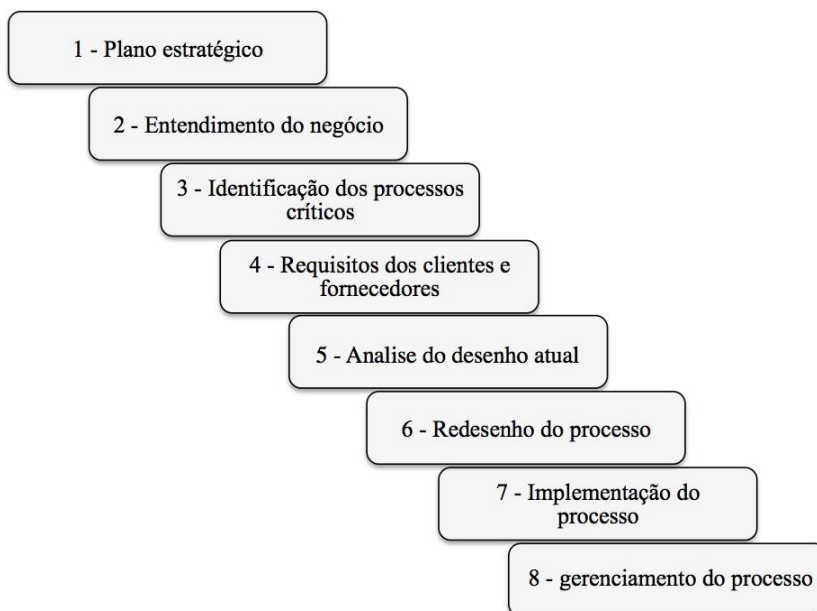 1 - Plano estratégico
2 - Entendimento do negócio
3 - Identificação dos processos
críticos
4 - Requisitos dos clientes e
fornecedores
5 - Analise do desenho atual
6 - Redesenho do processo
7 - Implementação do
processo
8 - gerenciamento do processo